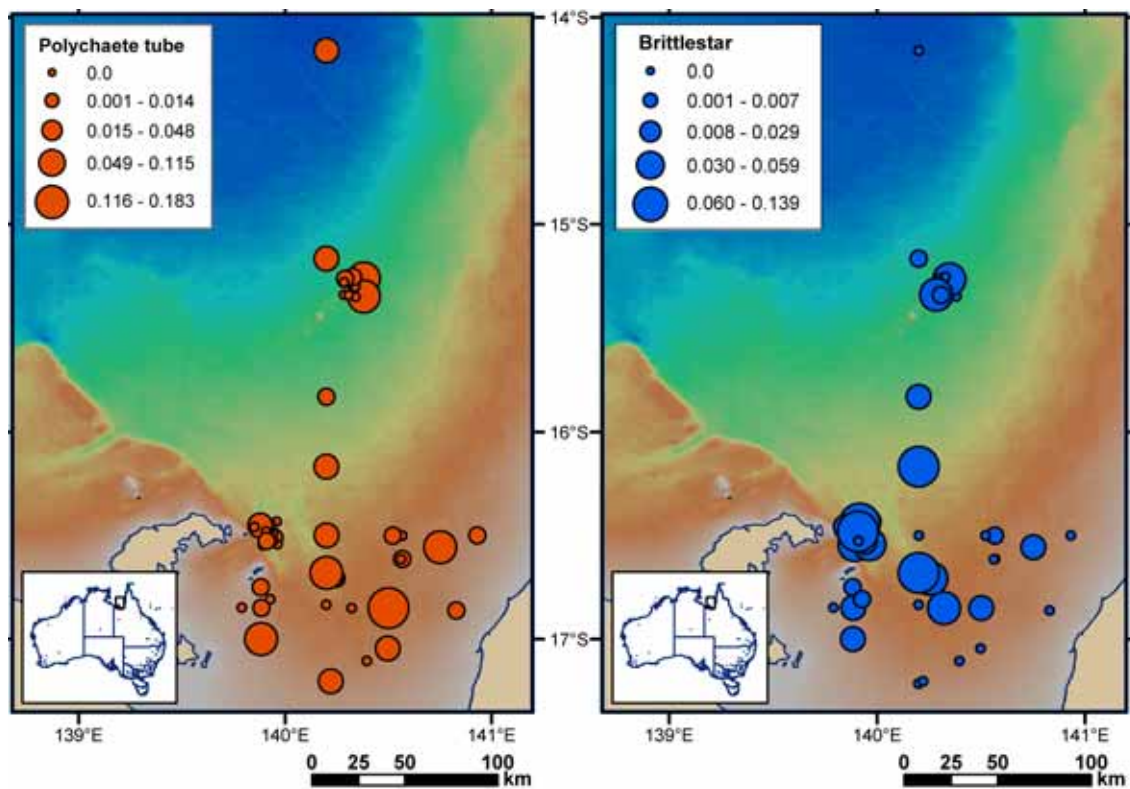 Polychaete tube
0.0
0.001 - 0.014
0.015 - 0.048
0.049 - 0.115
0.116 - 0.183
Brittlestar
0.0
0.001 - 0.007
0.008 - 0.029
0.030 - 0.059
0.060 - 0.139
14°S
15°S
16°S
17°S
139°E 140°E 141°E
139°E 140°E 141°E
0 25 50 100
km
0 25 50 100
km